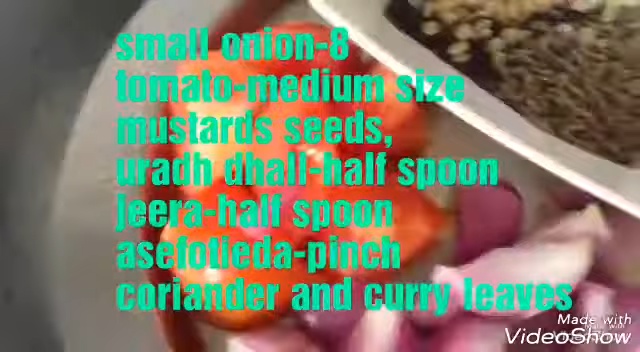 small onion-8
tomato-medium size
mustards seeds,
uradh dhall-half spoon
jeera-half spoon
asefotieda-pinch
coriander and curry leaves
Made with
VideoShow